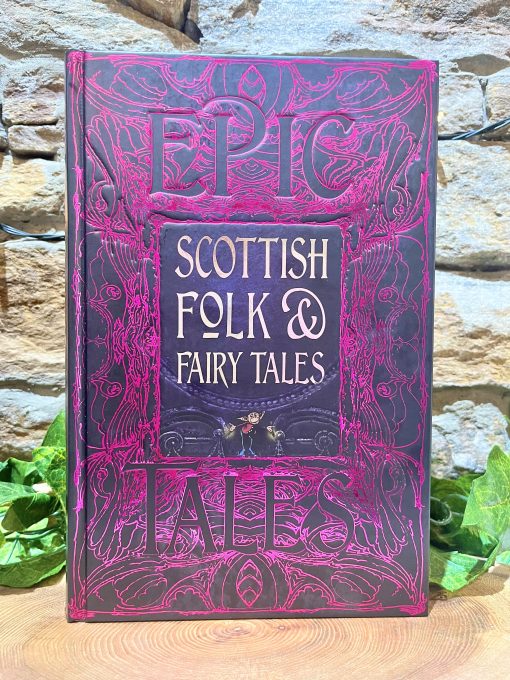 EPIC
SCOTTISH
FOLK &
FAIRY TALES
TALES